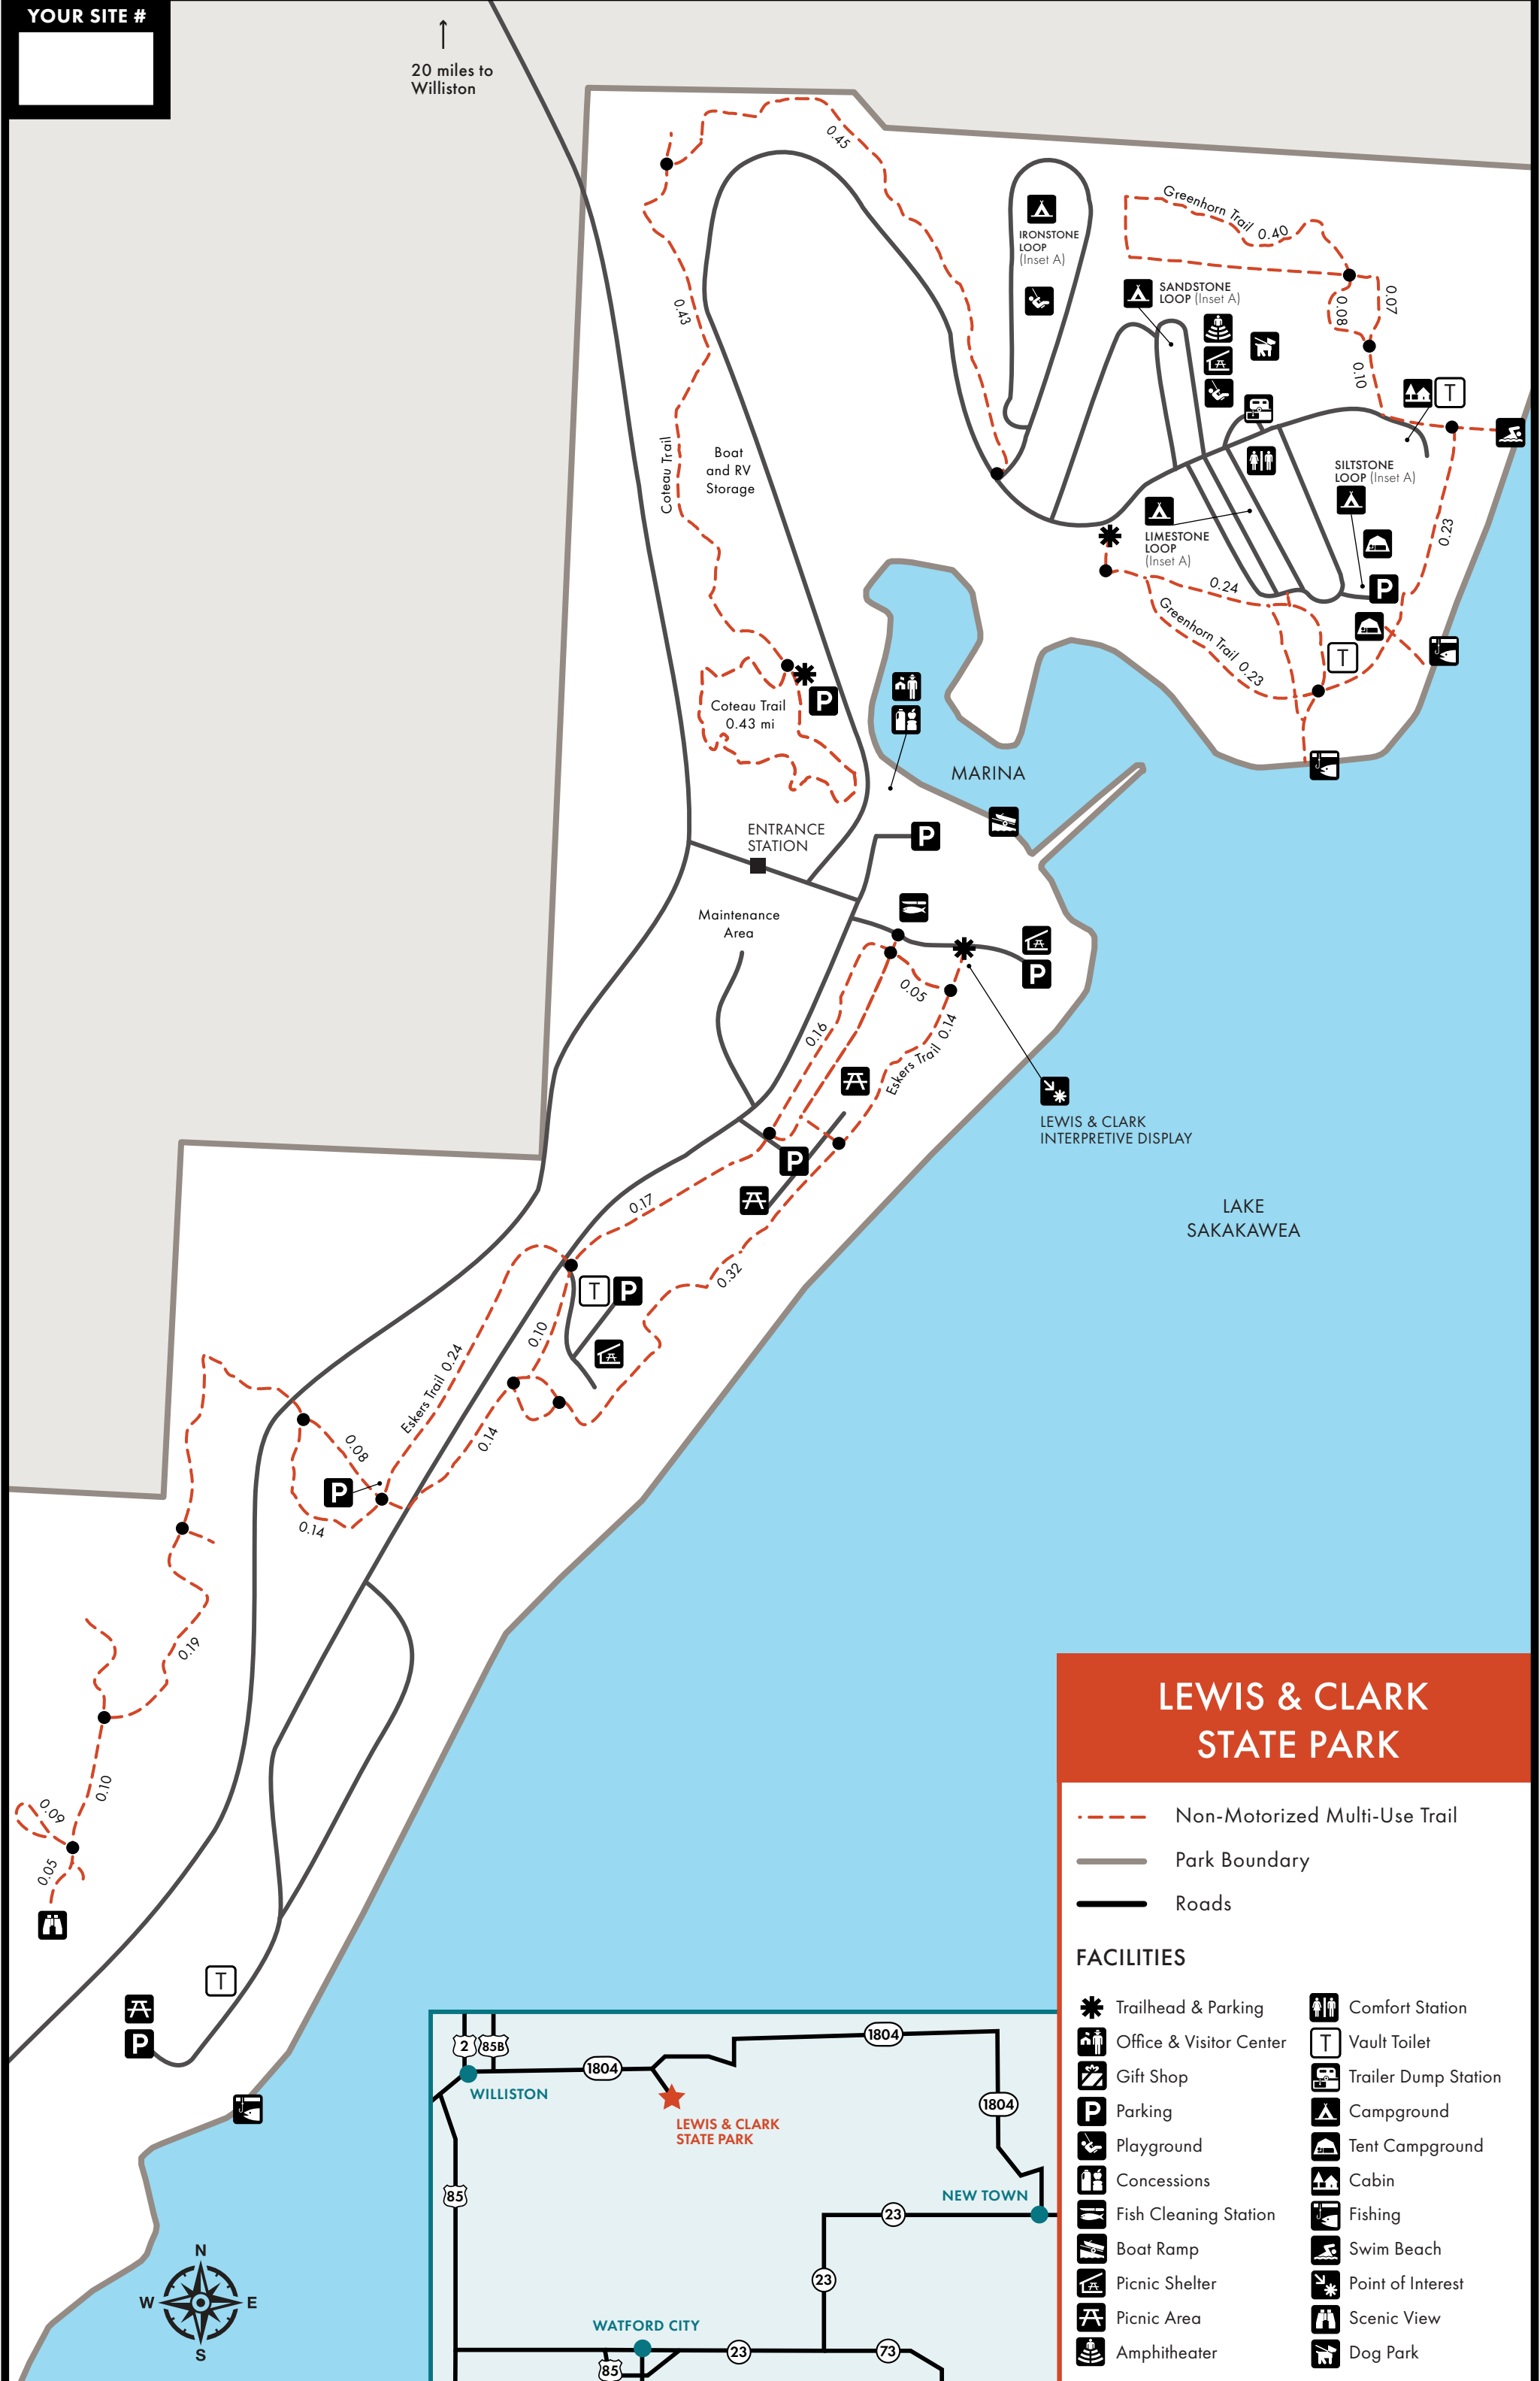 YOUR SITE #
20 miles to
Williston
0.45
Greenhorn Trail 0.40
IRONSTONE
LOOP
(Inset A)
SANDSTONE
LOOP (Inset A)
0.07
0.08
0.10
T
0.43
Coteau Trail
Boat
and RV
Storage
SILTSTONE
LOOP (Inset A)
LIMESTONE
LOOP
(Inset A)
0.23
P
0.24
Greenhorn Trail 0.23
T
Coteau Trail
0.43 mi
P
MARINA
ENTRANCE
STATION
P
Maintenance
Area
P
0.05
0.16
Eskers Trail 0.14
LEWIS & CLARK
INTERPRETIVE DISPLAY
P
0.17
LAKE
SAKAKAWEA
0.32
T
P
0.10
Eskers Trail 0.24
0.14
0.08
P
0.14
0.19
0.10
0.09
0.05
T
P
LEWIS & CLARK
STATE PARK
Non-Motorized Multi-Use Trail
Park Boundary
Roads
FACILITIES
Trailhead & Parking
Office & Visitor Center
Gift Shop
P Parking
Playground
Concessions
Fish Cleaning Station
Boat Ramp
Picnic Shelter
Picnic Area
Amphitheater
Comfort Station
T Vault Toilet
Trailer Dump Station
Campground
Tent Campground
Cabin
Fishing
Swim Beach
Point of Interest
Scenic View
Dog Park
2
85B
1804
1804
WILLISTON
LEWIS & CLARK
STATE PARK
1804
85
NEW TOWN
23
23
WATFORD CITY
23
73
85
N
W
E
S